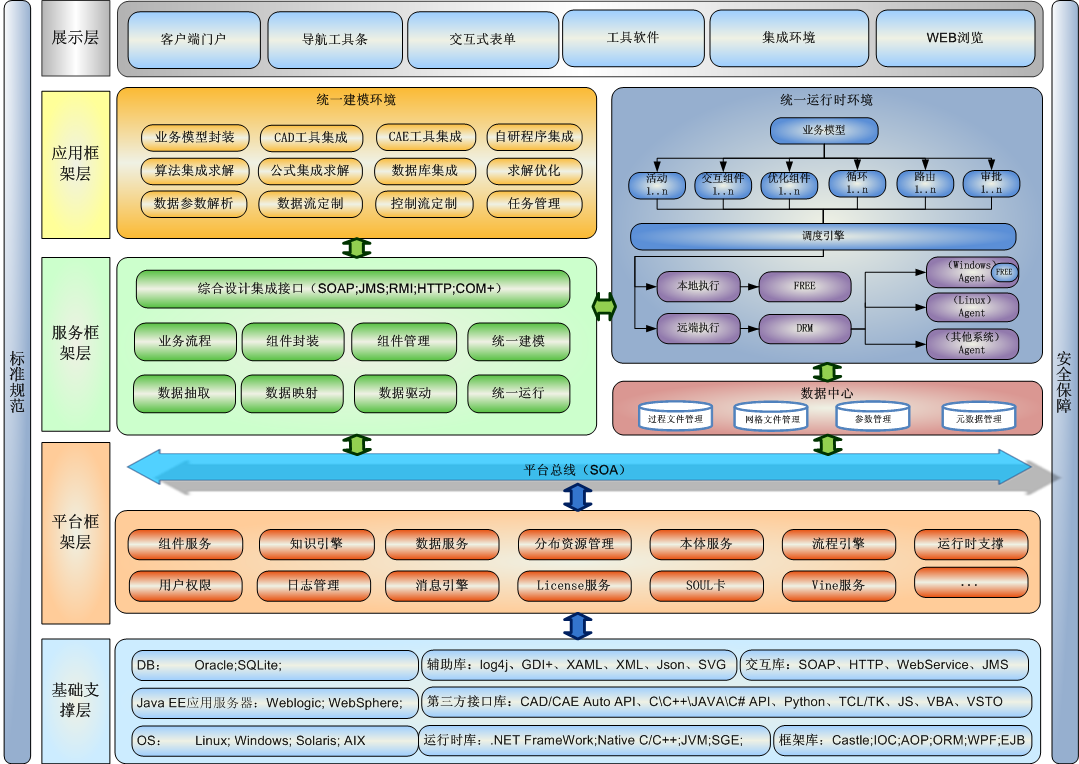 标准规范
展示层
客户端门户
导航工具条
交互式表单
工具软件
集成环境
WEB浏览
应用框
架层
统一建模环境
业务模型封装
CAD工具集成
CAE工具集成
自研程序集成
算法集成求解
公式集成求解
数据库集成
求解优化
数据参数解析
数据流定制
控制流定制
任务管理
统一运行时环境
业务模型
活动
1..n
交互组件
1..n
优化组件
1..n
循环
1..n
路由
1..n
审批
1..n
调度引擎
本地执行
FREE
远端执行
DRM
（Windows）
Agent
FREE
（Linux）
Agent
（其他系统）
Agent
服务框
架层
综合设计集成接口（SOAP;JMS;RMI;HTTP;COM+）
业务流程
组件封装
组件管理
统一建模
数据抽取
数据映射
数据驱动
统一运行
数据中心
过程文件管理
网格文件管理
参数管理
元数据管理
平台框
架层
平台总线（SOA）
组件服务
知识引擎
数据服务
分布资源管理
本体服务
流程引擎
运行时支撑
用户权限
日志管理
消息引擎
License服务
SOUL卡
Vine服务
...
基础支
撑层
DB： Oracle;SQLite;
辅助库：log4j、GDI+、XAML、XML、Json、SVG
交互库：SOAP、HTTP、WebService、JMS
Java EE应用服务器：Weblogic; WebSphere;
第三方接口库：CAD/CAE Auto API、C\C++\JAVA\C# API、Python、TCL/TK、JS、VBA、VSTO
OS： Linux; Windows; Solaris; AIX
运行时库：.NET FrameWork;Native C/C++;JVM;SGE;
框架库：Castle;IOC;AOP;ORM;WPF;EJB
安全保障